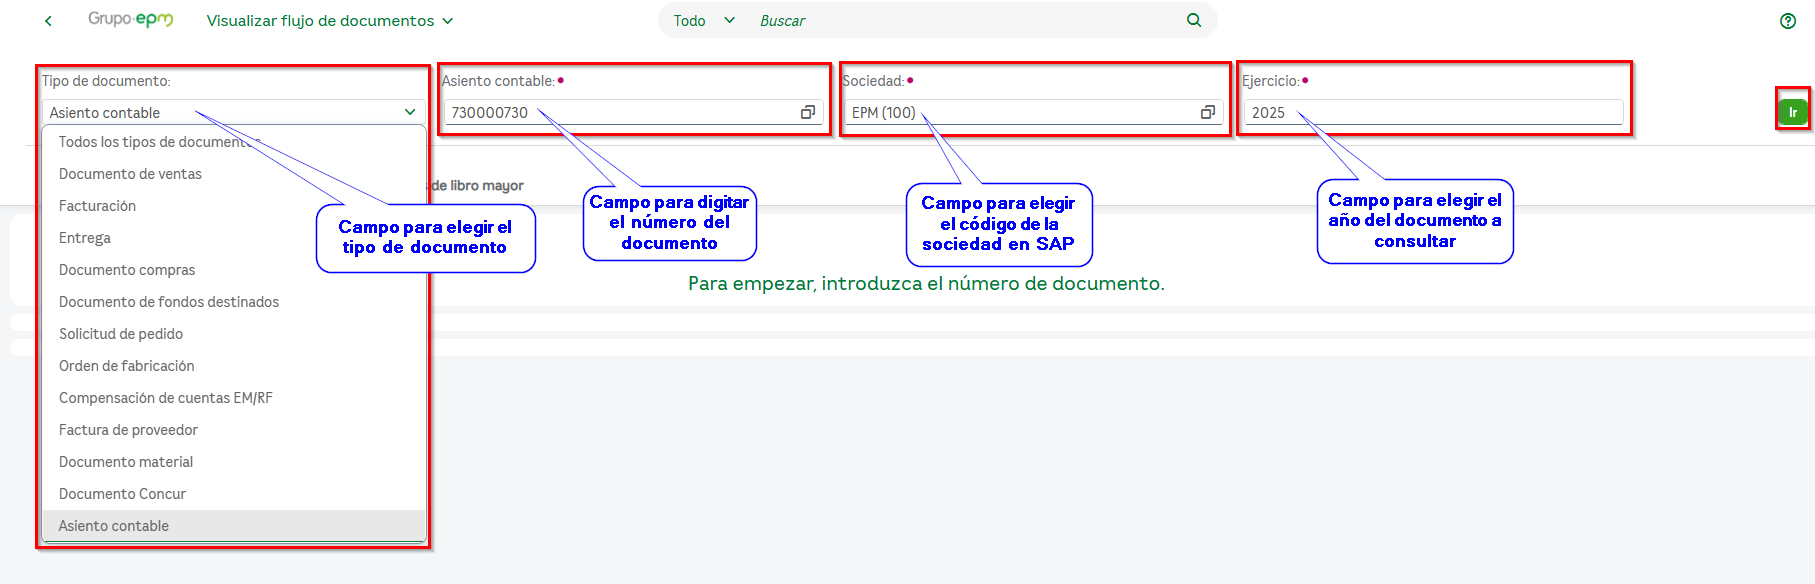 Grupo·epm
Visualizar flujo de documentos
Todo
Buscar
Tipo de documento:
Asiento contable:
Sociedad:
Ejercicio:
Asiento contable
730000730
EPM (100)
2025
Ir
Todos los tipos de
Documento de ventas
Facturación
Entrega
Documento compras
Documento de fondos destinados
Solicitud de pedido
Orden de fabricación
Compensación de cuentas EM/RF
Factura de proveedor
Documento material
Documento Concur
Asiento contable
de libro mayor
Campo para elegir el
tipo de documento
Campo para digitar
el número del
documento
Campo para elegir
el código de la
sociedad en SAP
Campo para elegir el
año del documento a
consultar
Para empezar, introduzca el número de documento.